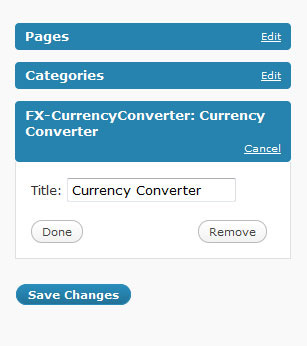 Pages Edit
Categories Edit
FX-CurrencyConverter: Currency
Converter
Cancel
Title: Currency Converter
Done Remove
Save Changes